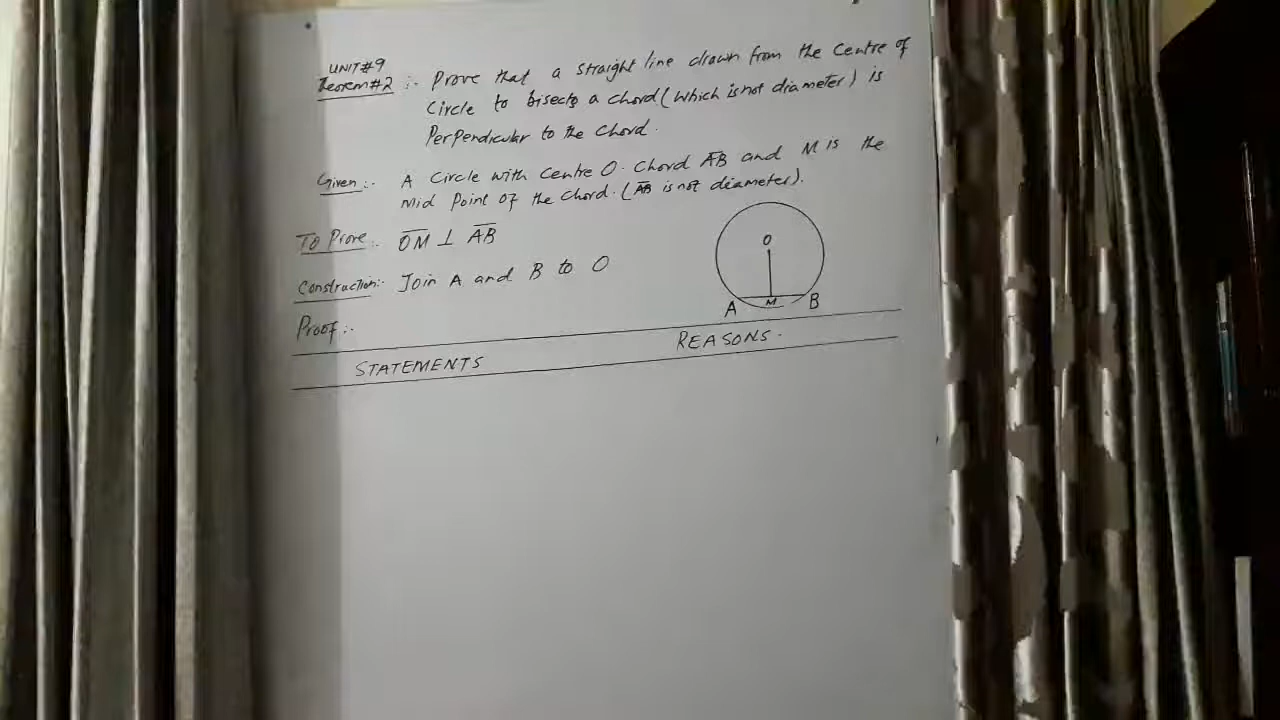 UNIT#9
Teorem#2 :- Prove that a straight line drawn from the Centre of
Circle to bisects a chord (which is not diameter) is
Perpendicular to the chord.
Given:- A Circle with Centre O. Chord AB and M is the
Mid Point of the chord. (AB is not diameter).
To Prove:- OM ⊥ AB
Construction:- Join A and B to O
O
A M B
Proof:-
STATEMENTS REASONS.